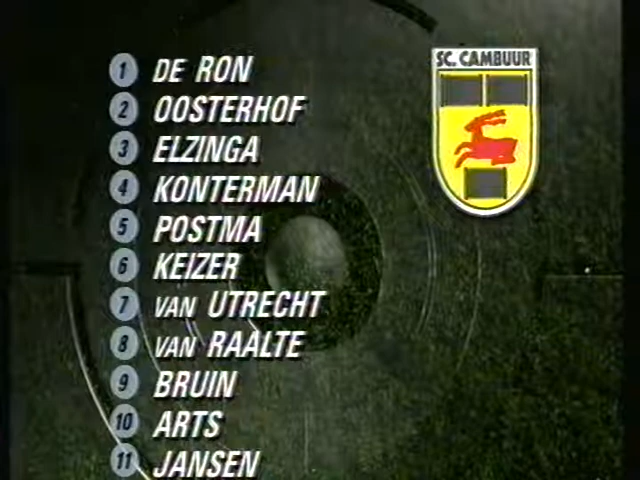 SC. CAMBUUR
1 DE RON
2 OOSTERHOF
3 ELZINGA
4 KONTERMAN
5 POSTMA
6 KEIZER
7 VAN UTRECHT
8 VAN RAALTE
9 BRUIN
10 ARTS
11 JANSEN